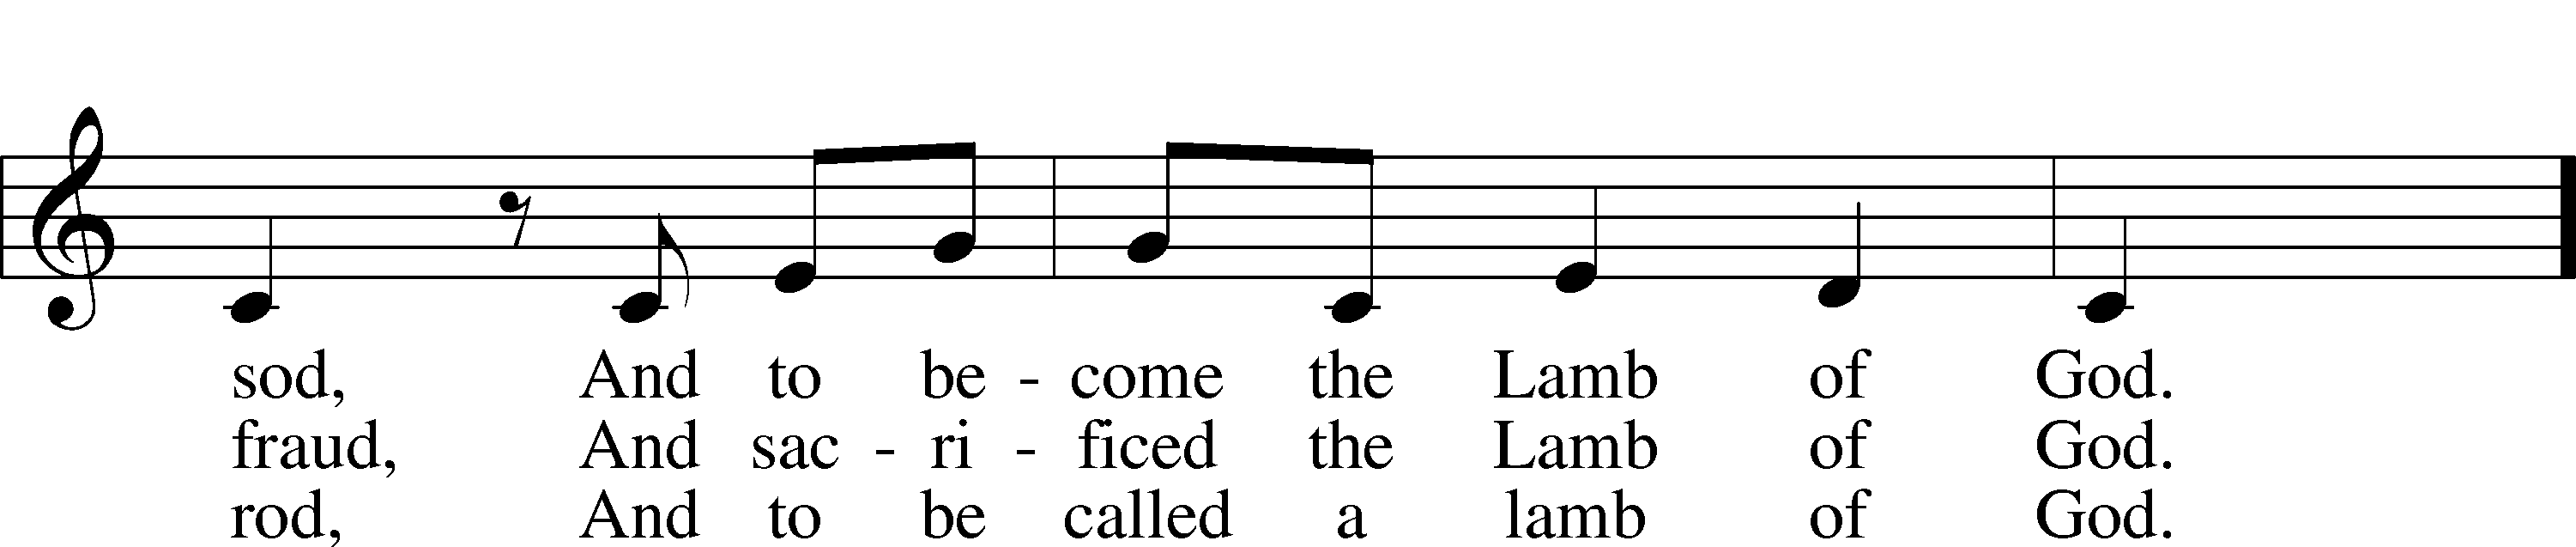 sod, And to be - come the Lamb of God.
fraud, And sac - ri - ficed the Lamb of God.
rod, And to be called a lamb of God.